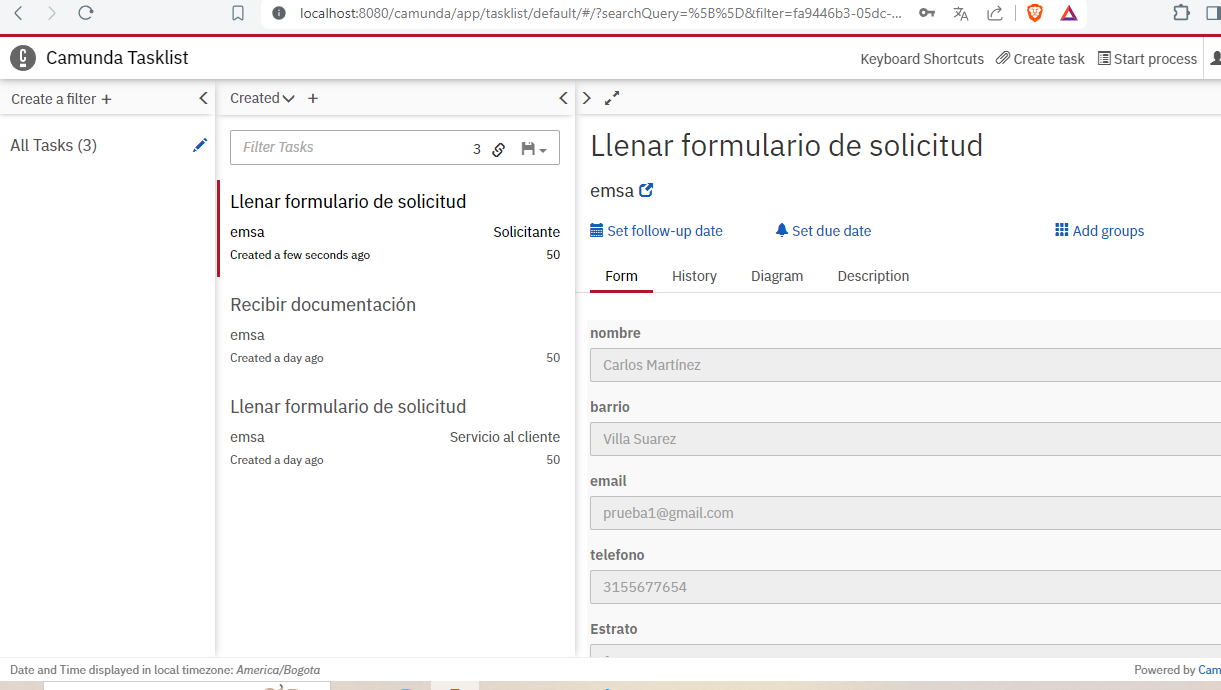 localhost:8080/camunda/app/tasklist/default/#/?searchQuery=%5B%5D&filter=fa9446b3-05dc-...
Camunda Tasklist
Keyboard Shortcuts Create task Start process
Create a filter +
Created +
All Tasks (3)
Filter Tasks 3
Llenar formulario de solicitud
emsa Solicitante
Created a few seconds ago 50
Recibir documentación
emsa
Created a day ago 50
Llenar formulario de solicitud
emsa Servicio al cliente
Created a day ago 50
Llenar formulario de solicitud
emsa
Set follow-up date Set due date Add groups
Form History Diagram Description
nombre
Carlos Martínez
barrio
Villa Suarez
email
prueba1@gmail.com
telefono
3155677654
Estrato
Date and Time displayed in local timezone: America/Bogota
Powered by Cam